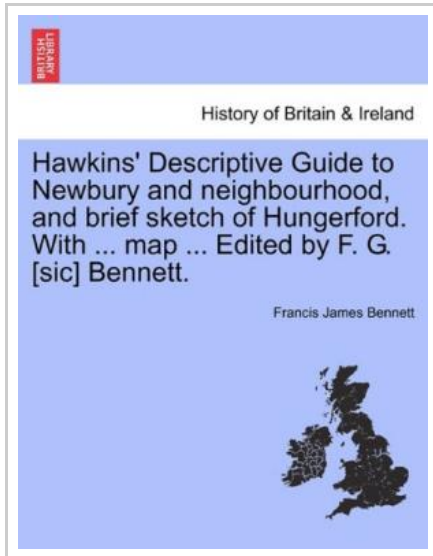 BRITISH
LIBRARY
History of Britain & Ireland
Hawkins' Descriptive Guide to
Newbury and neighbourhood,
and brief sketch of Hungerford.
With ... map ... Edited by F. G.
[sic] Bennett.
Francis James Bennett